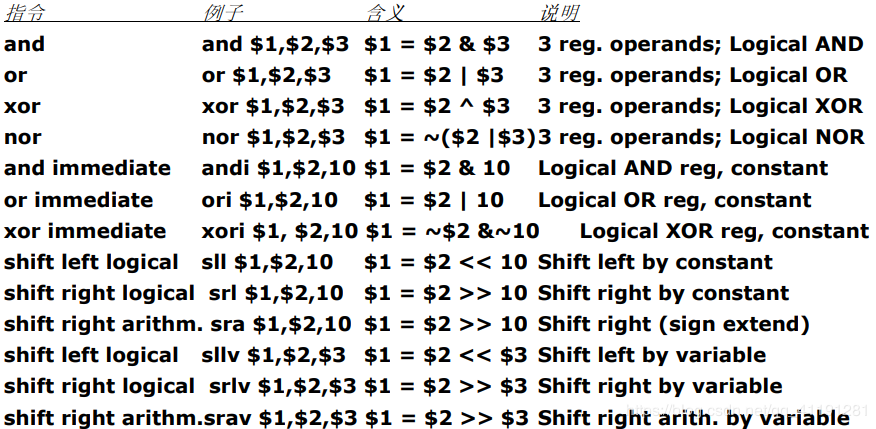 指令 例子 含义 说明
and and $1,$2,$3 $1 = $2 & $3 3 reg. operands; Logical AND
or or $1,$2,$3 $1 = $2 | $3 3 reg. operands; Logical OR
xor xor $1,$2,$3 $1 = $2 ^ $3 3 reg. operands; Logical XOR
nor nor $1,$2,$3 $1 = ~($2 |$3) 3 reg. operands; Logical NOR
and immediate andi $1,$2,10 $1 = $2 & 10 Logical AND reg, constant
or immediate ori $1,$2,10 $1 = $2 | 10 Logical OR reg, constant
xor immediate xori $1, $2,10 $1 = ~$2 &~10 Logical XOR reg, constant
shift left logical sll $1,$2,10 $1 = $2 << 10 Shift left by constant
shift right logical srl $1,$2,10 $1 = $2 >> 10 Shift right by constant
shift right arithm. sra $1,$2,10 $1 = $2 >> 10 Shift right (sign extend)
shift left logical sllv $1,$2,$3 $1 = $2 << $3 Shift left by variable
shift right logical srlv $1,$2,$3 $1 = $2 >> $3 Shift right by variable
shift right arithm. srav $1,$2,$3 $1 = $2 >> $3 Shift right arith. by variable